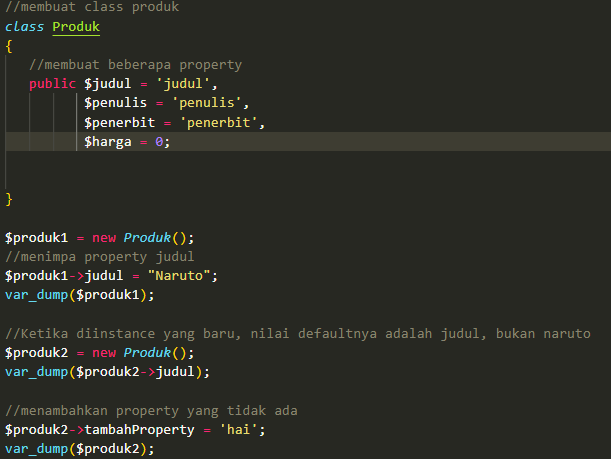 //membuat class produk
class Produk
{
//membuat beberapa property
public $judul = 'judul',
$penulis = 'penulis',
$penerbit = 'penerbit',
$harga = 0;
}
$produk1 = new Produk();
//menimpa property judul
$produk1->judul = "Naruto";
var_dump($produk1);
//Ketika diinstance yang baru, nilai defaultnya adalah judul, bukan naruto
$produk2 = new Produk();
var_dump($produk2->judul);
//menambahkan property yang tidak ada
$produk2->tambahProperty = 'hai';
var_dump($produk2);